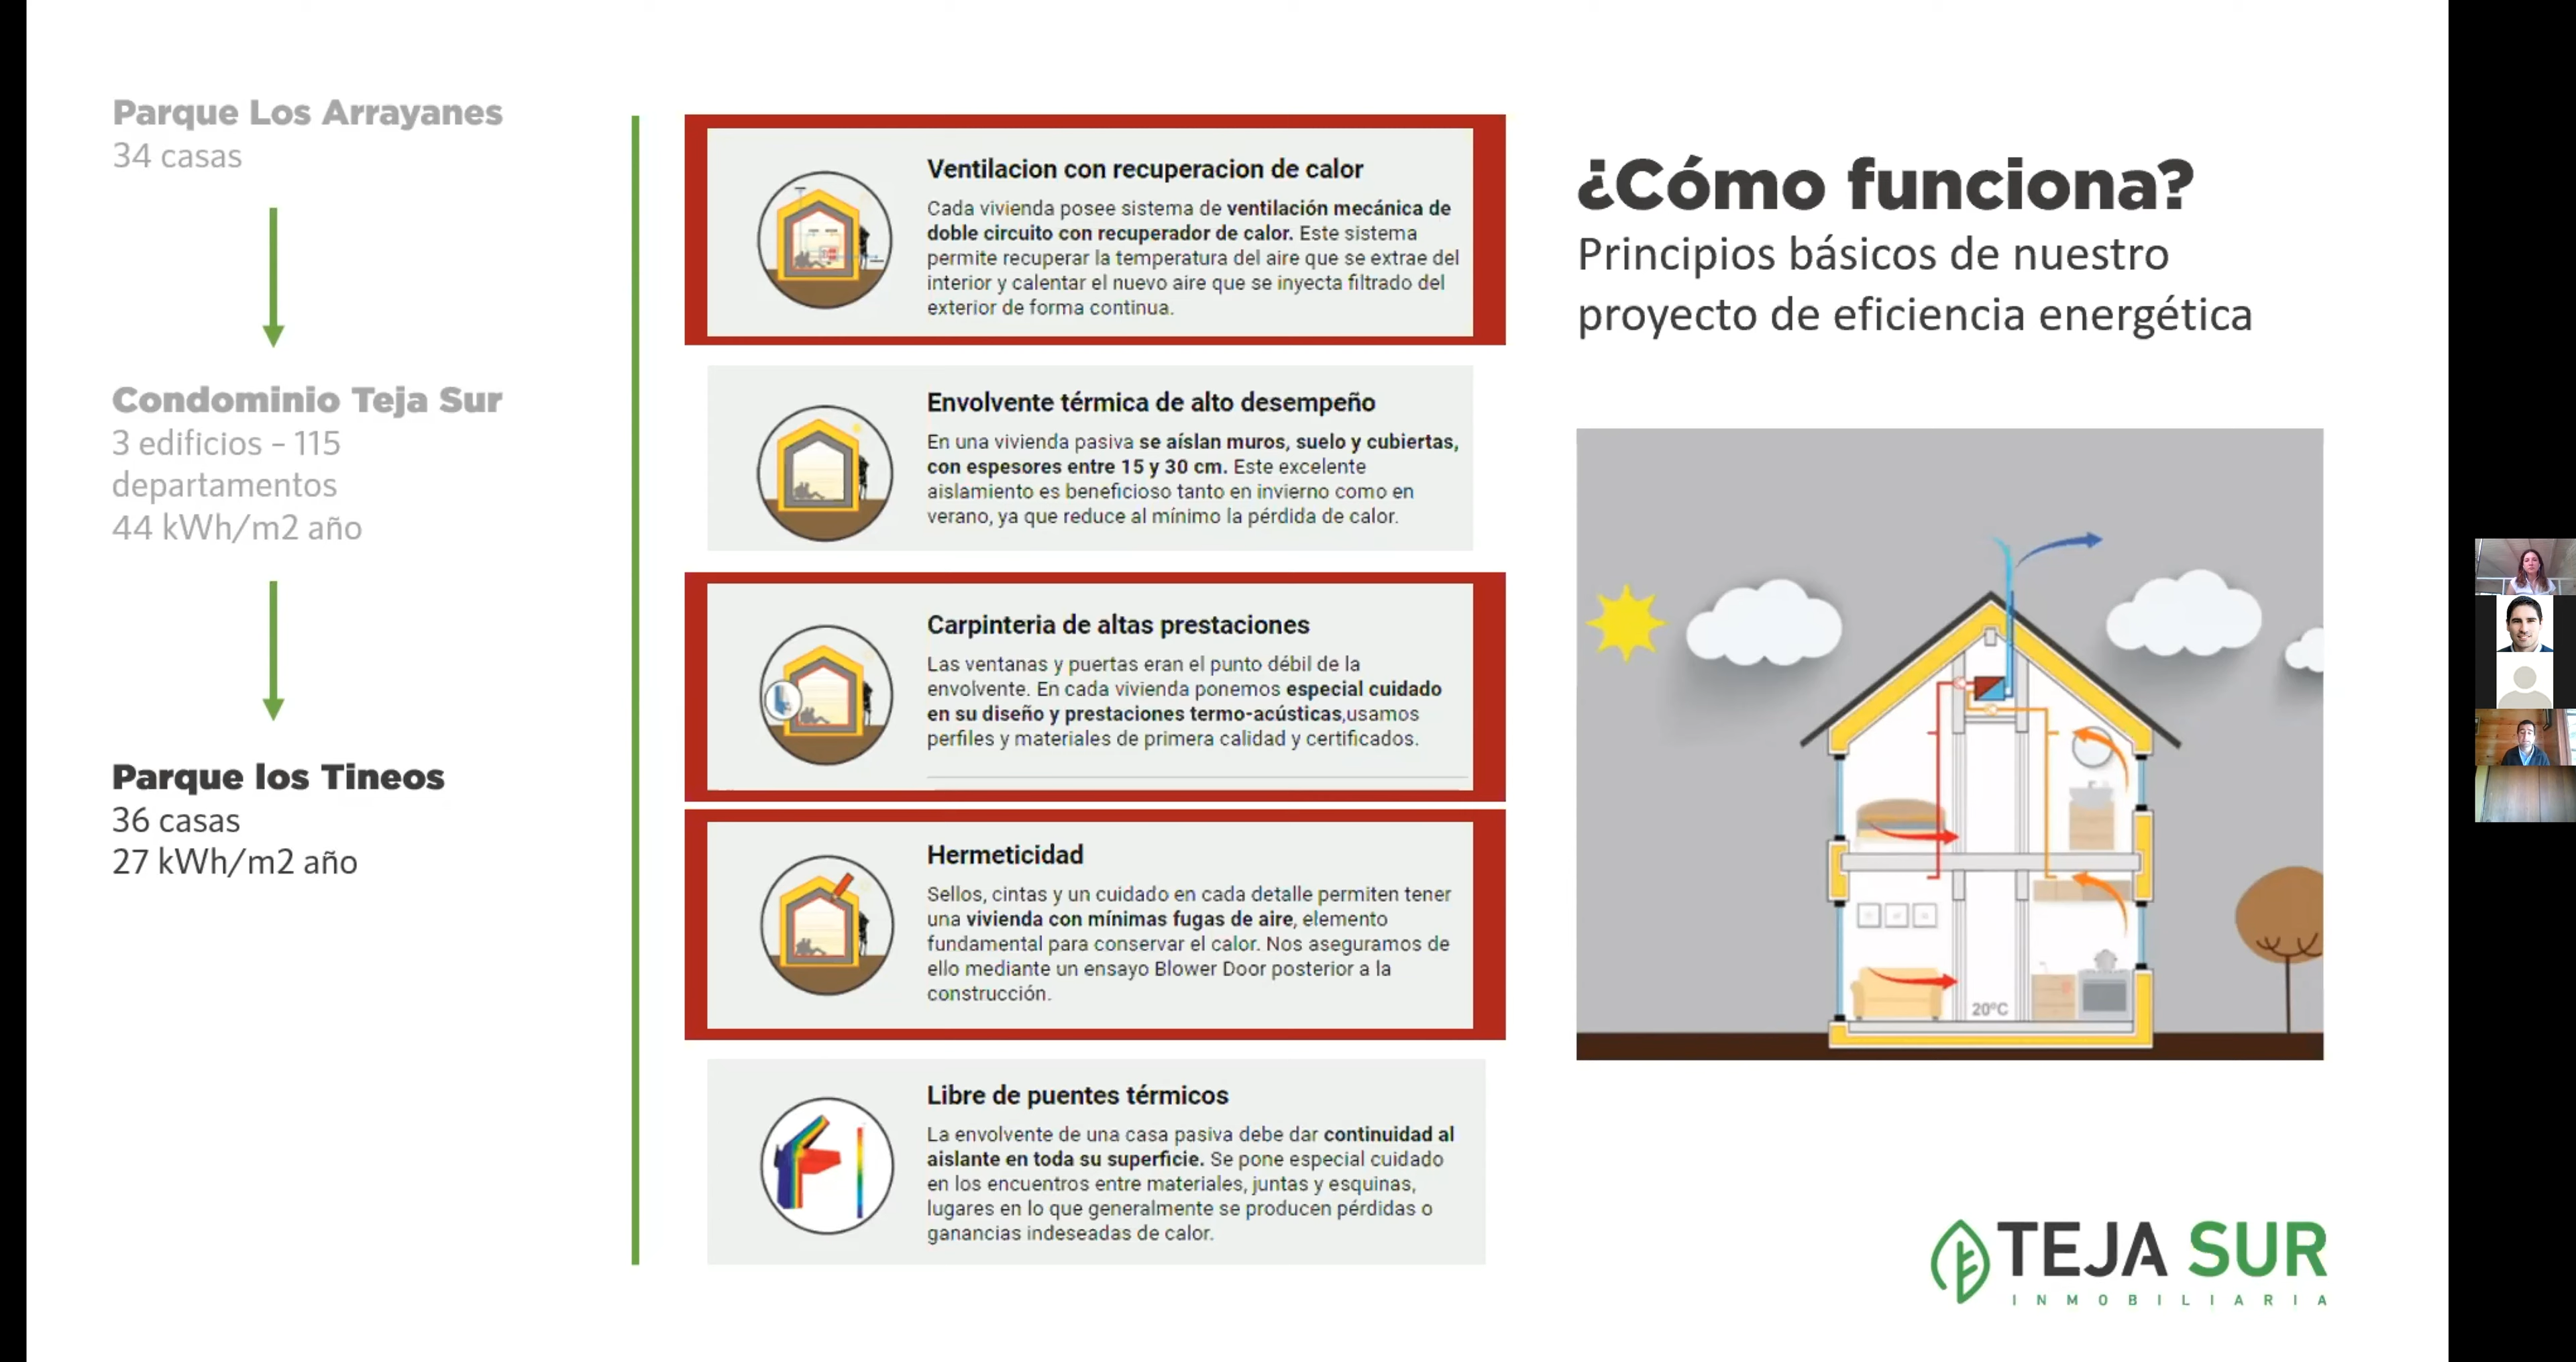 Parque Los Arrayanes
34 casas
Condominio Teja Sur
3 edificios – 115
departamentos
44 kWh/m2 año
Parque los Tineos
36 casas
27 kWh/m2 año
Ventilacion con recuperacion de calor
Cada vivienda posee sistema de ventilación mecánica de
doble circuito con recuperador de calor. Este sistema
permite recuperar la temperatura del aire que se extrae del
interior y calentar el nuevo aire que se inyecta filtrado del
exterior de forma continua.
Envolvente térmica de alto desempeño
En una vivienda pasiva se aíslan muros, suelo y cubiertas,
con espesores entre 15 y 30 cm. Este excelente
aislamiento es beneficioso tanto en invierno como en
verano, ya que reduce al mínimo la pérdida de calor.
Carpinteria de altas prestaciones
Las ventanas y puertas eran el punto débil de la
envolvente. En cada vivienda ponemos especial cuidado
en su diseño y prestaciones termo-acústicas,usamos
perfiles y materiales de primera calidad y certificados.
Hermeticidad
Sellos, cintas y un cuidado en cada detalle permiten tener
una vivienda con mínimas fugas de aire, elemento
fundamental para conservar el calor. Nos aseguramos de
ello mediante un ensayo Blower Door posterior a la
construcción.
Libre de puentes térmicos
La envolvente de una casa pasiva debe dar continuidad al
aislante en toda su superficie. Se pone especial cuidado
en los encuentros entre materiales, juntas y esquinas,
lugares en lo que generalmente se producen pérdidas o
ganancias indeseadas de calor.
¿Cómo funciona?
Principios básicos de nuestro
proyecto de eficiencia energética
20°C
TEJA SUR
INMOBILIARIA